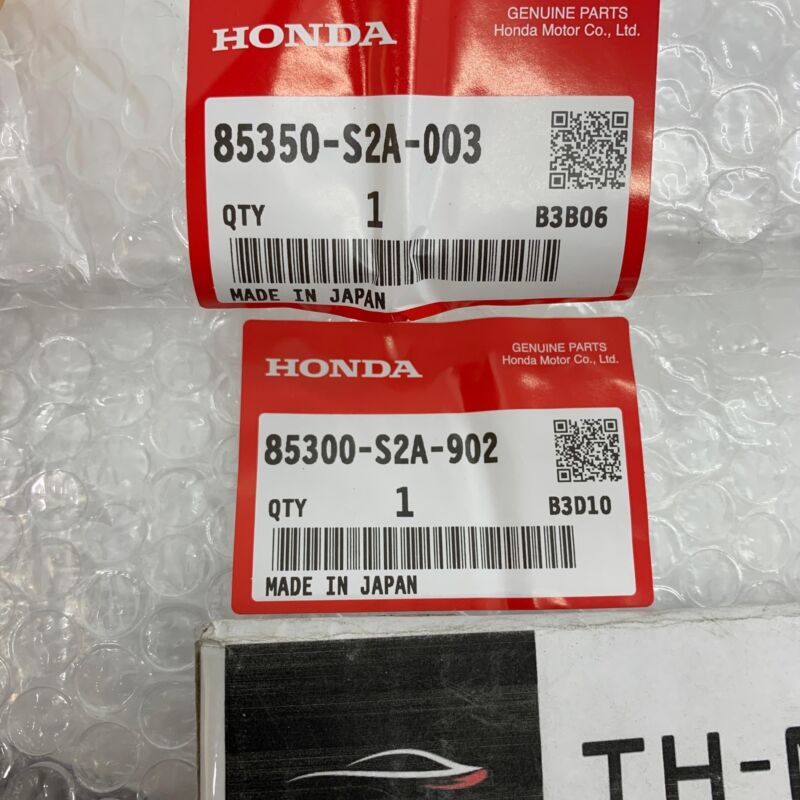 HONDA
GENUINE PARTS
Honda Motor Co., Ltd.
85350-S2A-003
QTY 1 B3B06
MADE IN JAPAN
HONDA
GENUINE PARTS
Honda Motor Co., Ltd.
85300-S2A-902
QTY 1 B3D10
MADE IN JAPAN
TH-